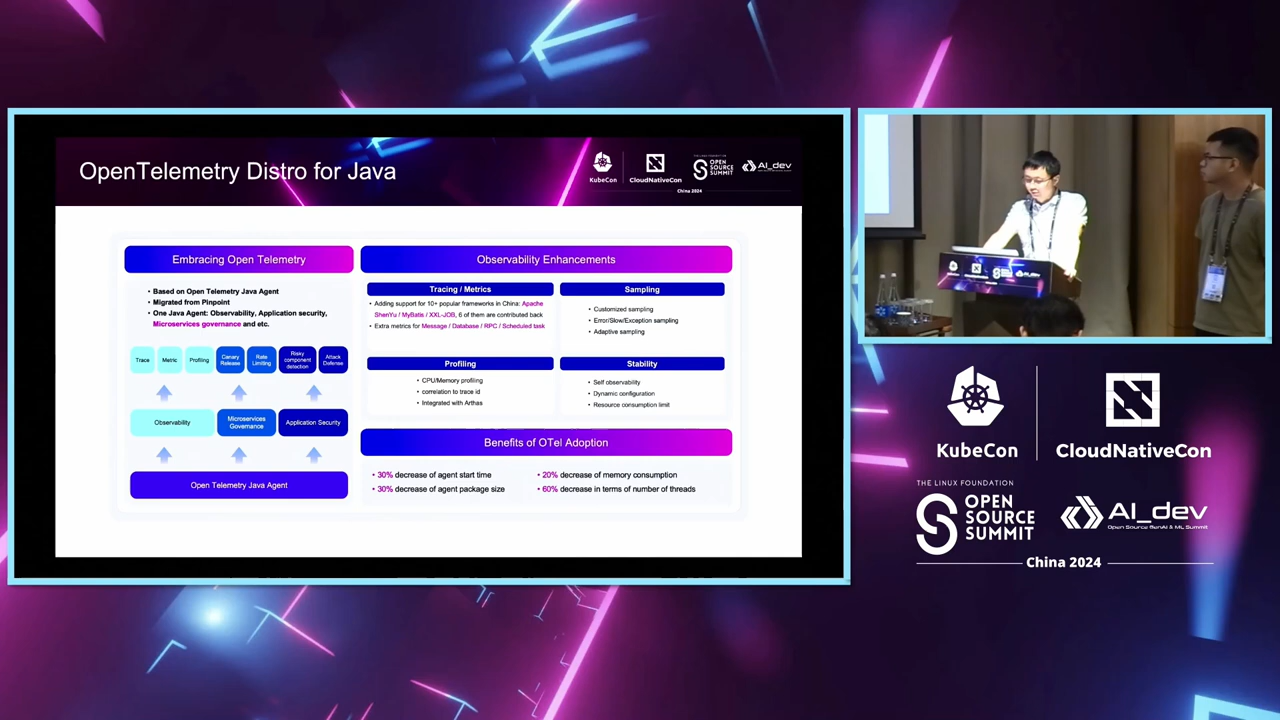 OpenTelemetry Distro for Java
KubeCon
CloudNativeCon
THE LINUX FOUNDATION
OPEN
SOURCE
SUMMIT
AI_dev
China 2024
Embracing Open Telemetry
• Based on Open Telemetry Java Agent
• Migrated from Pinpoint
• One Java Agent: Observability, Application security,
Microservices governance and etc.
Trace
Metric
Profiling
Canary
Release
Rate
Limiting
Risky
component
detection
Attack
Defense
Observability
Microservices
Governance
Application Security
Open Telemetry Java Agent
Observability Enhancements
Tracing / Metrics
• Adding support for 10+ popular frameworks in China: Apache
ShenYu / MyBatis / XXL-JOB, 6 of them are contributed back
• Extra metrics for Message / Database / RPC / Scheduled task
Sampling
• Customized sampling
• Error/Slow/Exception sampling
• Adaptive sampling
Profiling
• CPU/Memory profiling
• correlation to trace id
• Integrated with Arthas
Stability
• Self observability
• Dynamic configuration
• Resource consumption limit
Benefits of OTel Adoption
• 30% decrease of agent start time
• 30% decrease of agent package size
• 20% decrease of memory consumption
• 60% decrease in terms of number of threads
KubeCon
CloudNativeCon
THE LINUX FOUNDATION
OPEN
SOURCE
SUMMIT
AI_dev
Open Source GenAI & ML Summit
China 2024